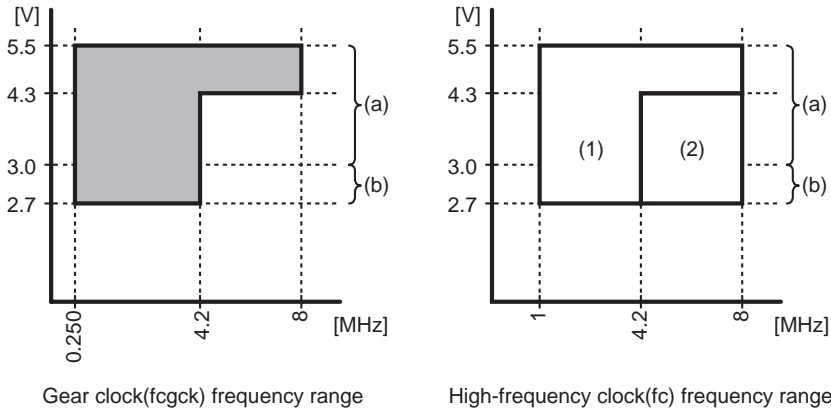 [V]
5.5
4.3
3.0
2.7
(a)
(b)
0.250
4.2
8
[MHz]
Gear clock(fcgck) frequency range
[V]
5.5
4.3
3.0
2.7
(1)
(2)
(a)
(b)
1
4.2
8
[MHz]
High-frequency clock(fc) frequency range